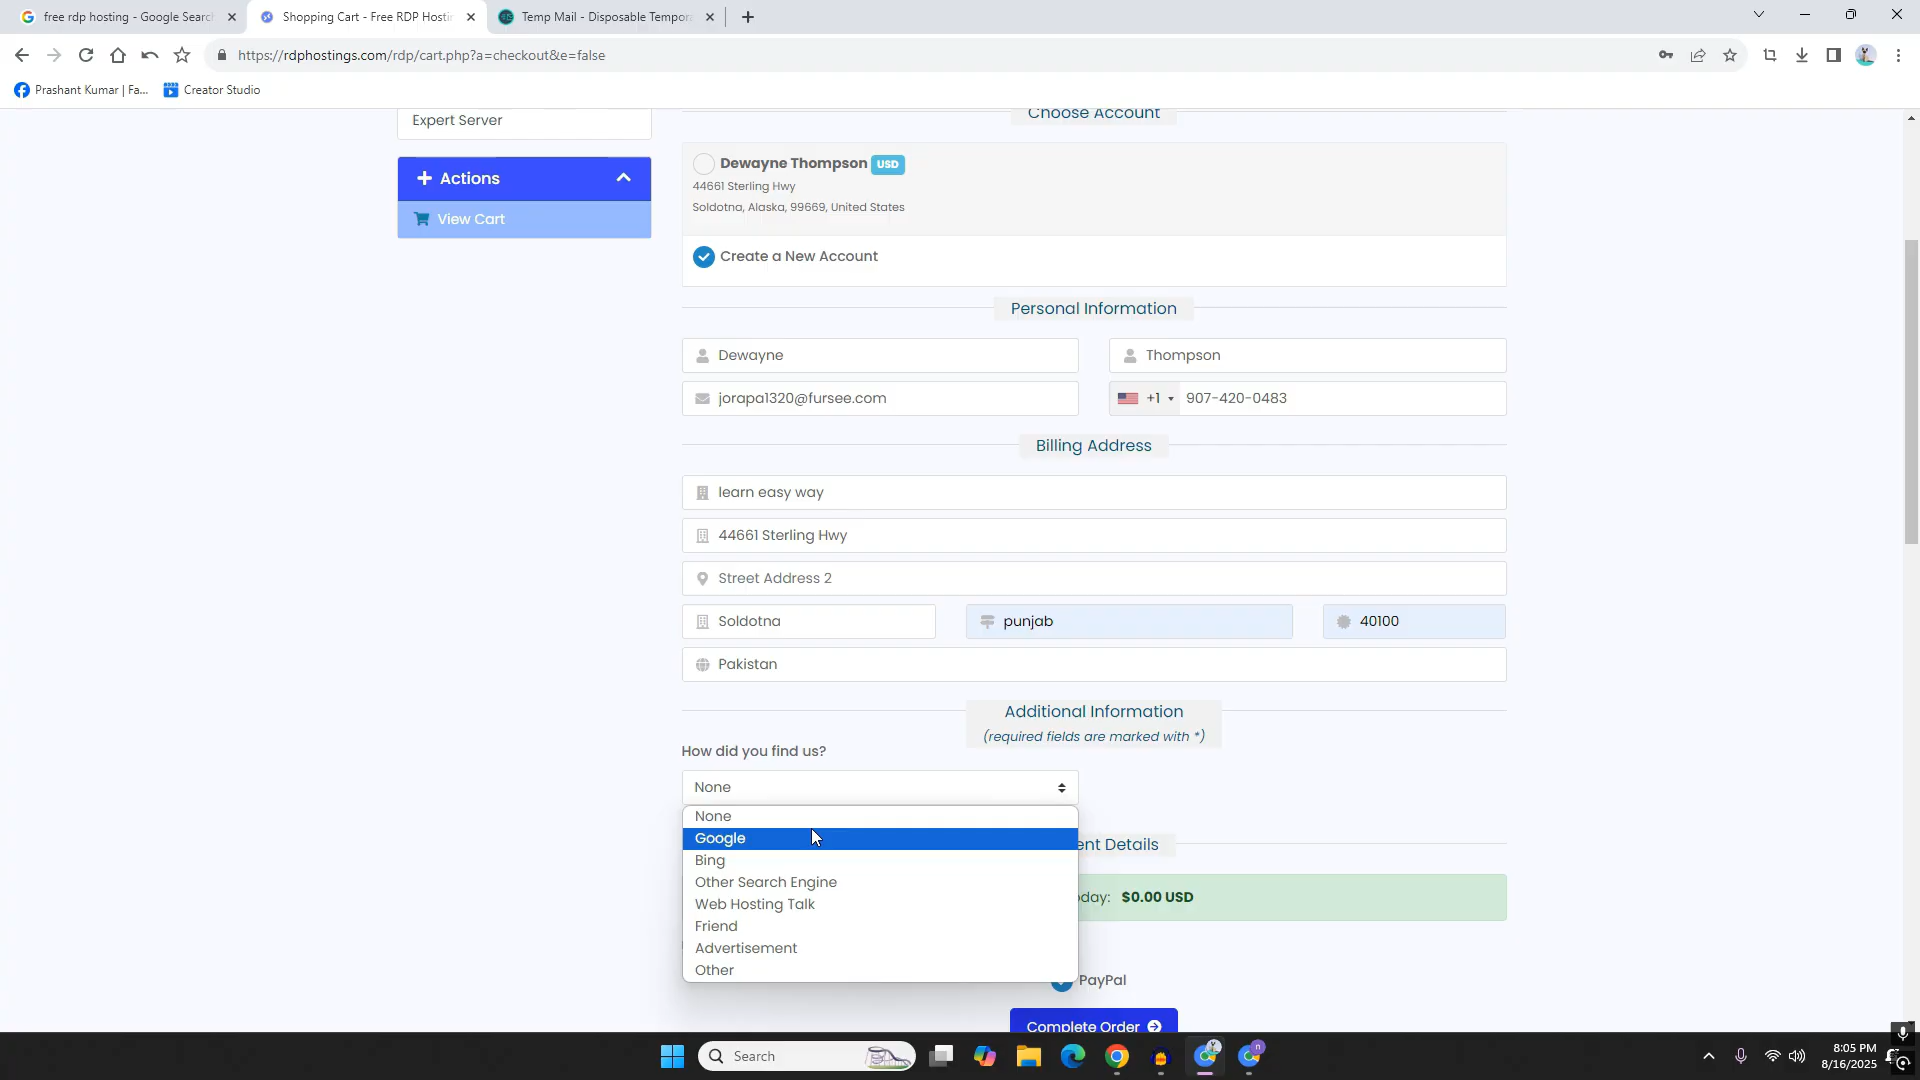 free rdp hosting - Google Searc
Shopping Cart - Free RDP Hosti
Temp Mail - Disposable Tempora
https://rdphostings.com/rdp/cart.php?a=checkout&e=false
Prashant Kumar | Fa...
Creator Studio
Expert Server
Actions
View Cart
Choose Account
Dewayne Thompson USD
44661 Sterling Hwy
Soldotna, Alaska, 99669, United States
Create a New Account
Personal Information
Dewayne
Thompson
jorapa1320@fursee.com
+1 907-420-0483
Billing Address
learn easy way
44661 Sterling Hwy
Street Address 2
Soldotna
punjab
40100
Pakistan
Additional Information
(required fields are marked with *)
How did you find us?
None
None
Google
Bing
Other Search Engine
Web Hosting Talk
Friend
Advertisement
Other
ent Details
oday: $0.00 USD
PayPal
Complete Order
Search
8:05 PM
8/16/2025